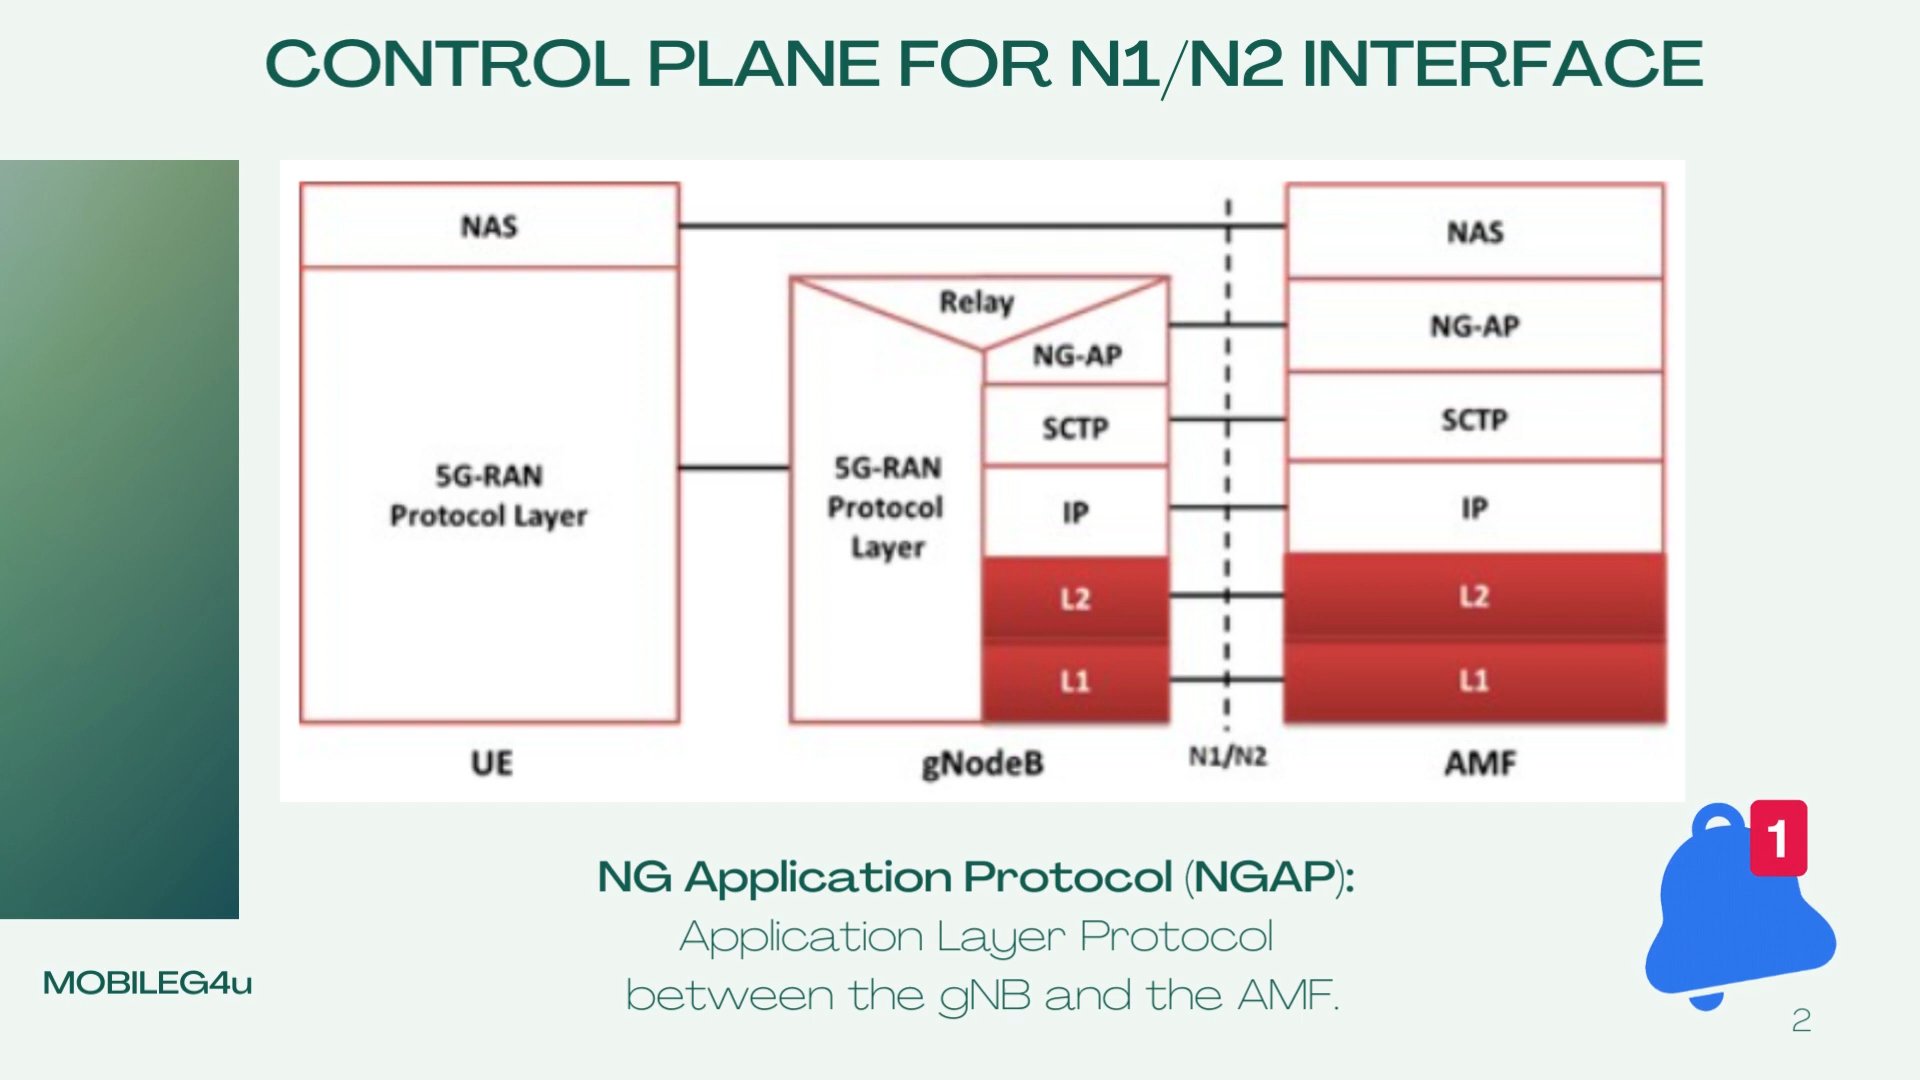 CONTROL PLANE FOR N1/N2 INTERFACE
NAS
5G-RAN
Protocol Layer
UE
Relay
NG-AP
5G-RAN
Protocol
Layer
SCTP
IP
L2
L1
gNodeB
N1/N2
NAS
NG-AP
SCTP
IP
L2
L1
AMF
NG Application Protocol (NGAP):
Application Layer Protocol
between the gNB and the AMF.
MOBILEG4u
1
2